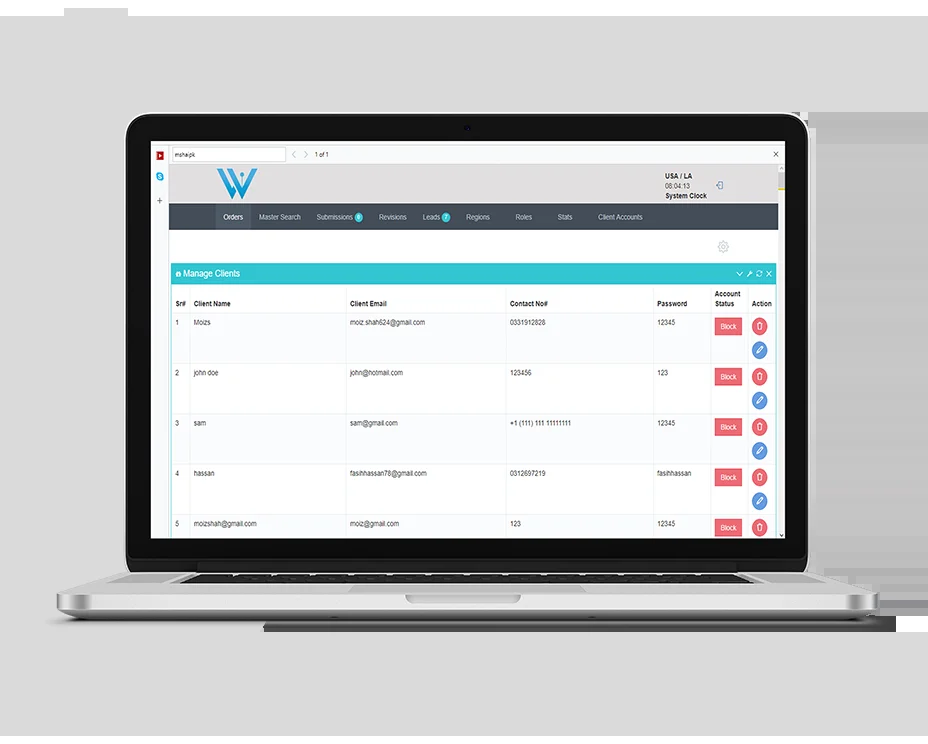 mshaipk 1 of 1
W
USA / LA
08:04:13
System Clock
Orders Master Search Submissions 6 Revisions Leads 7 Regions Roles Stats Client Accounts
Manage Clients
Sr# Client Name Client Email Contact No# Password Account Status Action
1 Moizs moiz.shah624@gmail.com 0331912828 12345 Block
2 john doe john@hotmail.com 123456 123 Block
3 sam sam@gmail.com +1 (111) 111 11111111 12345 Block
4 hassan fasihhassan78@gmail.com 0312697219 fasihhassan Block
5 moizshah@gmail.com moiz@gmail.com 123 12345 Block